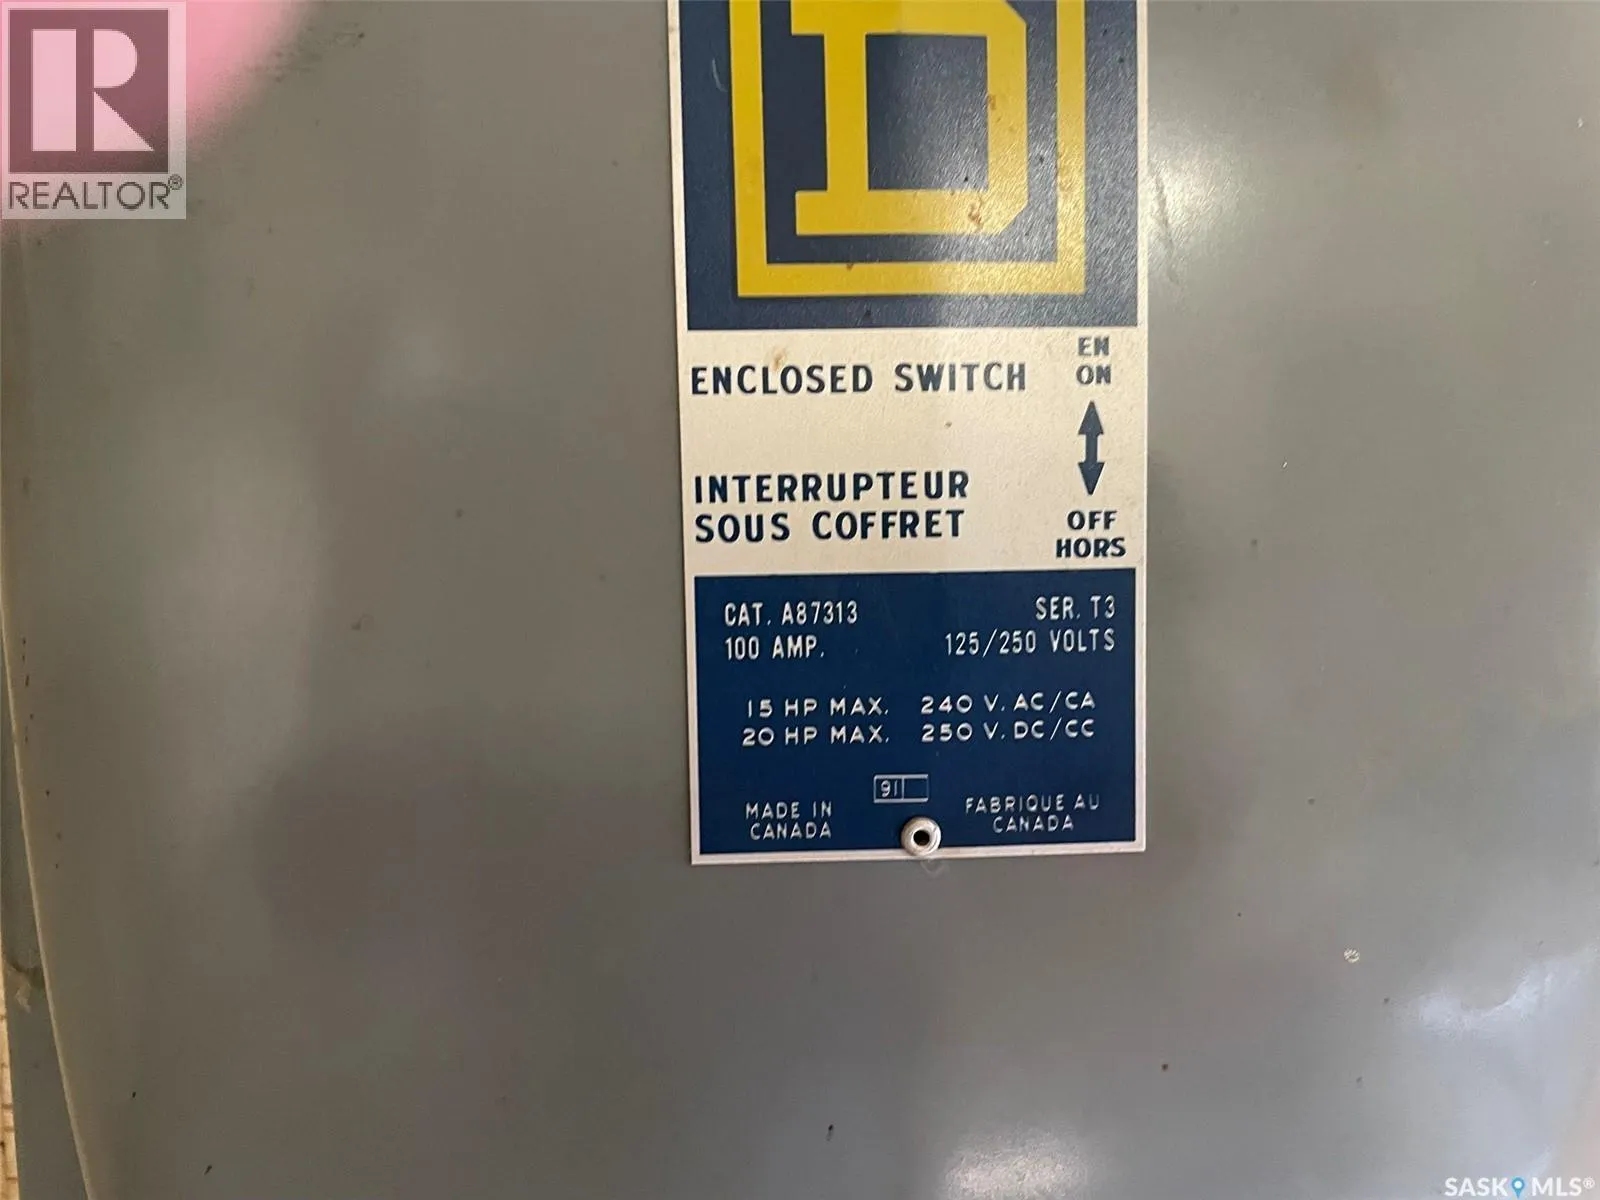 REALTOR®
D
ENCLOSED SWITCH
EN
ON
INTERRUPTEUR
SOUS COFFRET
OFF
HORS
CAT. A87313 SER. T3
100 AMP. 125/250 VOLTS
15 HP MAX. 240 V. AC/CA
20 HP MAX. 250 V. DC/CC
91
MADE IN
CANADA
FABRIQUE AU
CANADA
SASK MLS®